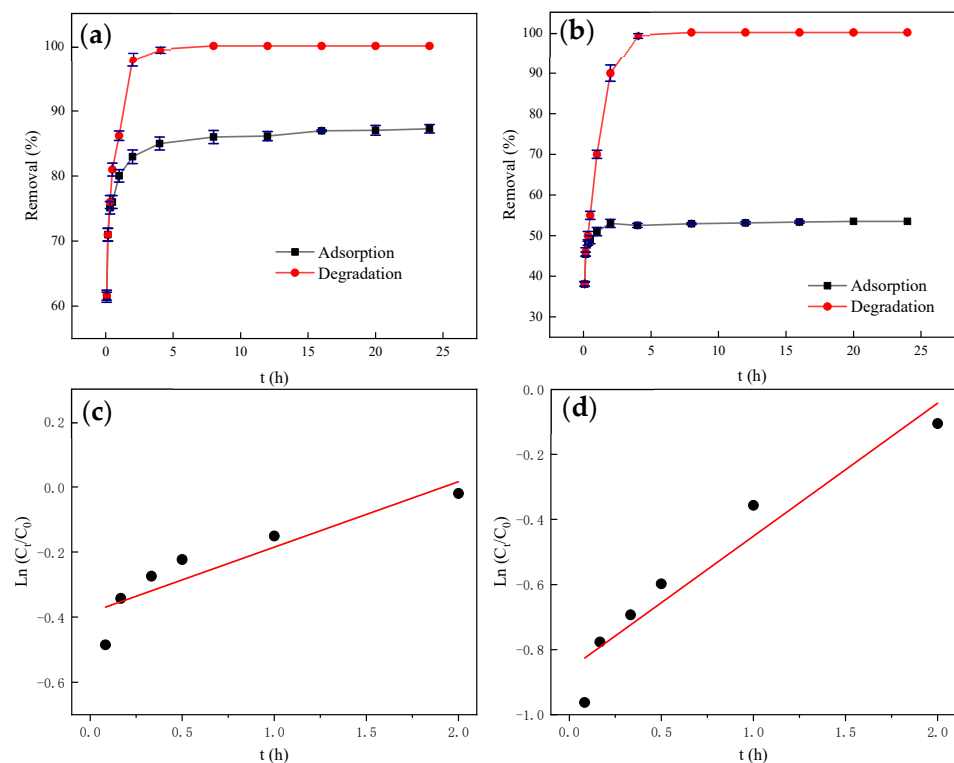 (a)
100
90
80
70
60
Removal (%)
Adsorption
Degradation
0 5 10 15 20 25
t (h)
(b)
100
90
80
70
60
50
40
30
Removal (%)
Adsorption
Degradation
0 5 10 15 20 25
t (h)
(c)
0.2
0.0
-0.2
-0.4
-0.6
Ln (Ct/C0)
0.0 0.5 1.0 1.5 2.0
t (h)
(d)
0.0
-0.2
-0.4
-0.6
-0.8
-1.0
Ln (Ct/C0)
0.0 0.5 1.0 1.5 2.0
t (h)